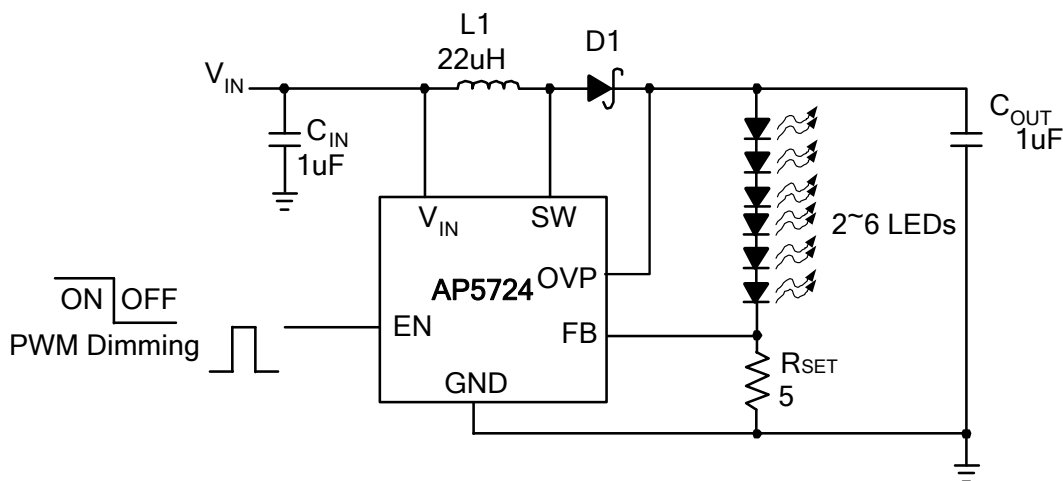 L1
22uH
D1
VIN
CIN
1uF
COUT
1uF
VIN
SW
2~6 LEDs
OVP
AP5724
ON
OFF
EN
FB
PWM Dimming
RSET
5
GND